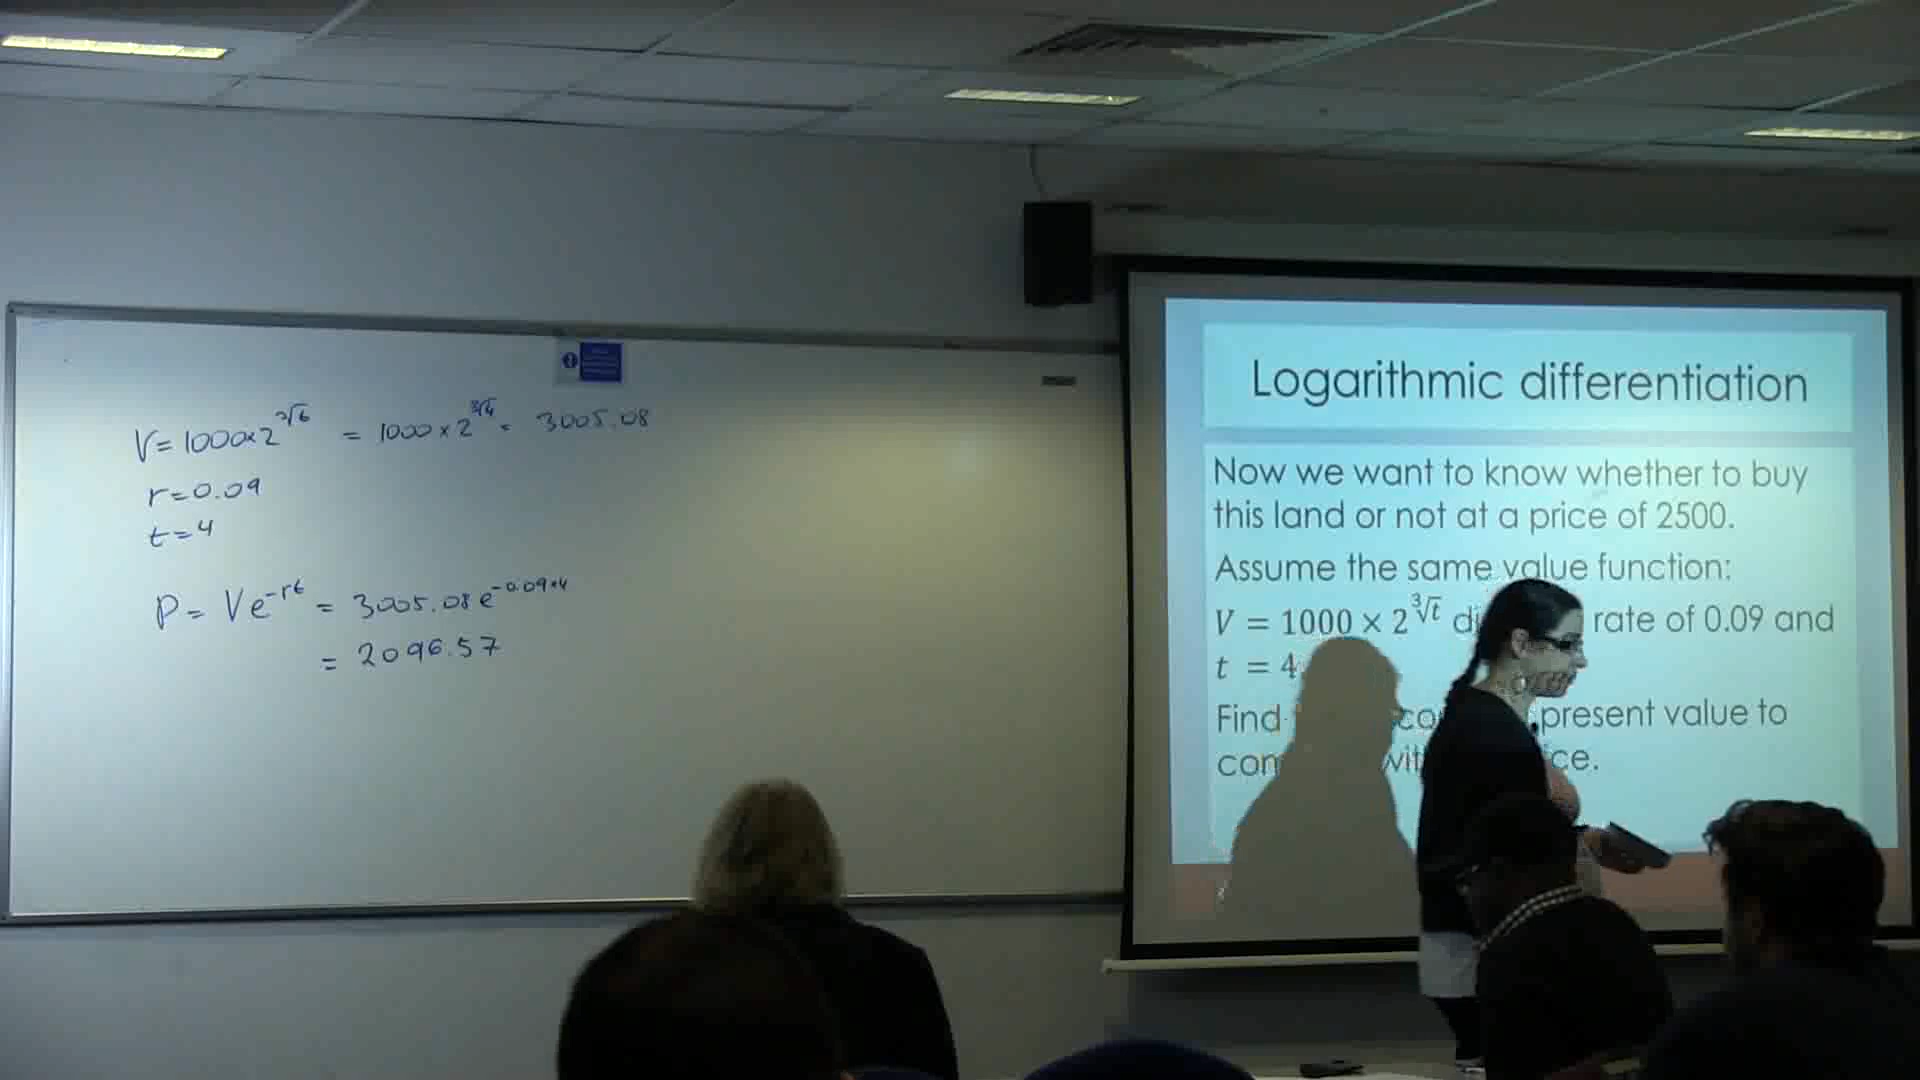 V=1000×2^∛t = 1000×2^∛4 = 3005.08
r=0.09
t=4
P = Ve^-rt = 3005.08 e^-0.09×4
= 2096.57
Logarithmic differentiation
Now we want to know whether to buy
this land or not at a price of 2500.
Assume the same value function:
V = 1000 × 2^∛t rate of 0.09 and
t = 4
Find present value to